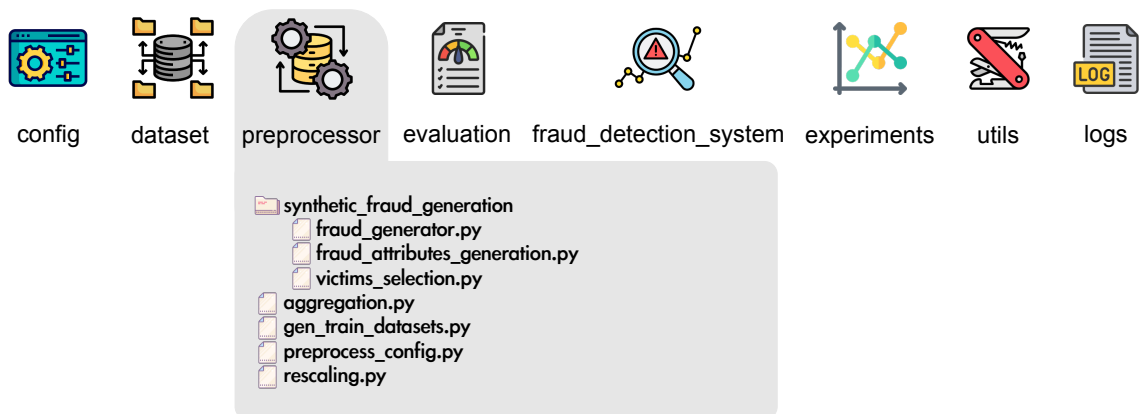 LOG
config dataset preprocessor evaluation fraud_detection_system experiments utils logs
synthetic_fraud_generation
fraud_generator.py
fraud_attributes_generation.py
victims_selection.py
aggregation.py
gen_train_datasets.py
preprocess_config.py
rescaling.py